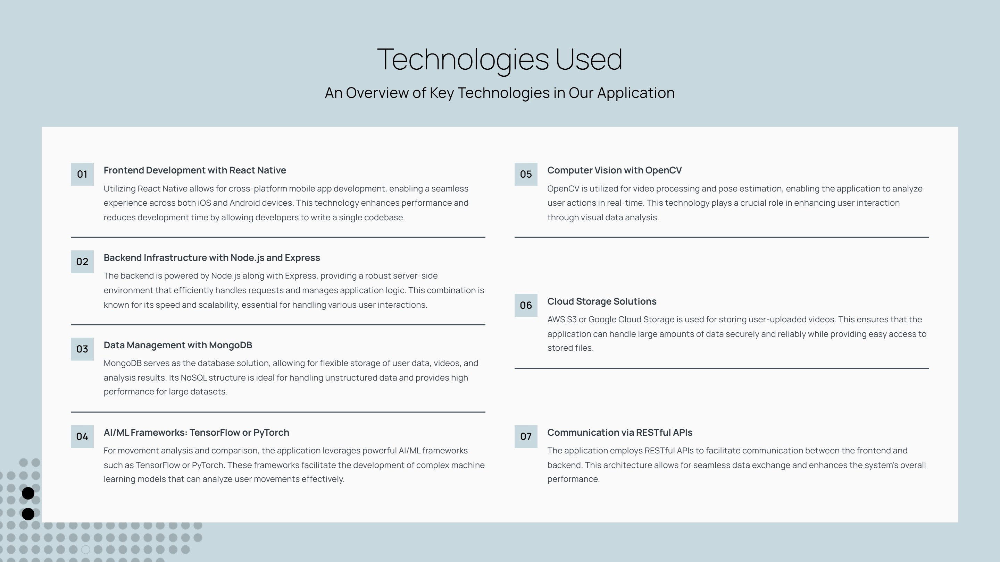 Technologies Used
An Overview of Key Technologies in Our Application
01
Frontend Development with React Native
Utilizing React Native allows for cross-platform mobile app development, enabling a seamless
experience across both iOS and Android devices. This technology enhances performance and
reduces development time by allowing developers to write a single codebase.
02
Backend Infrastructure with Node.js and Express
The backend is powered by Node.js along with Express, providing a robust server-side
environment that efficiently handles requests and manages application logic. This combination is
known for its speed and scalability, essential for handling various user interactions.
03
Data Management with MongoDB
MongoDB serves as the database solution, allowing for flexible storage of user data, videos, and
analysis results. Its NoSQL structure is ideal for handling unstructured data and provides high
performance for large datasets.
04
AI/ML Frameworks: TensorFlow or PyTorch
For movement analysis and comparison, the application leverages powerful AI/ML frameworks
such as TensorFlow or PyTorch. These frameworks facilitate the development of complex machine
learning models that can analyze user movements effectively.
05
Computer Vision with OpenCV
OpenCV is utilized for video processing and pose estimation, enabling the application to analyze
user actions in real-time. This technology plays a crucial role in enhancing user interaction
through visual data analysis.
06
Cloud Storage Solutions
AWS S3 or Google Cloud Storage is used for storing user-uploaded videos. This ensures that the
application can handle large amounts of data securely and reliably while providing easy access to
stored files.
07
Communication via RESTful APIs
The application employs RESTful APIs to facilitate communication between the frontend and
backend. This architecture allows for seamless data exchange and enhances the system's overall
performance.